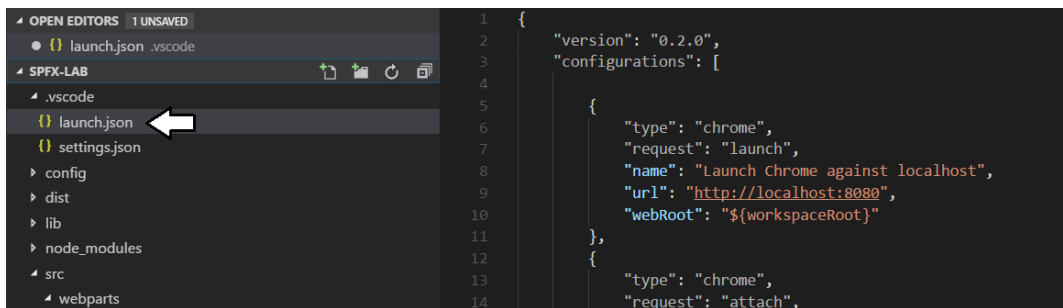 OPEN EDITORS 1 UNSAVED
{} launch.json .vscode
SPFX-LAB
.vscode
{} launch.json
{} settings.json
config
dist
lib
node_modules
src
webparts
1 {
2 "version": "0.2.0",
3 "configurations": [
4
5 {
6 "type": "chrome",
7 "request": "launch",
8 "name": "Launch Chrome against localhost",
9 "url": "http://localhost:8080",
10 "webRoot": "${workspaceRoot}"
11 },
12 {
13 "type": "chrome",
14 "request": "attach",